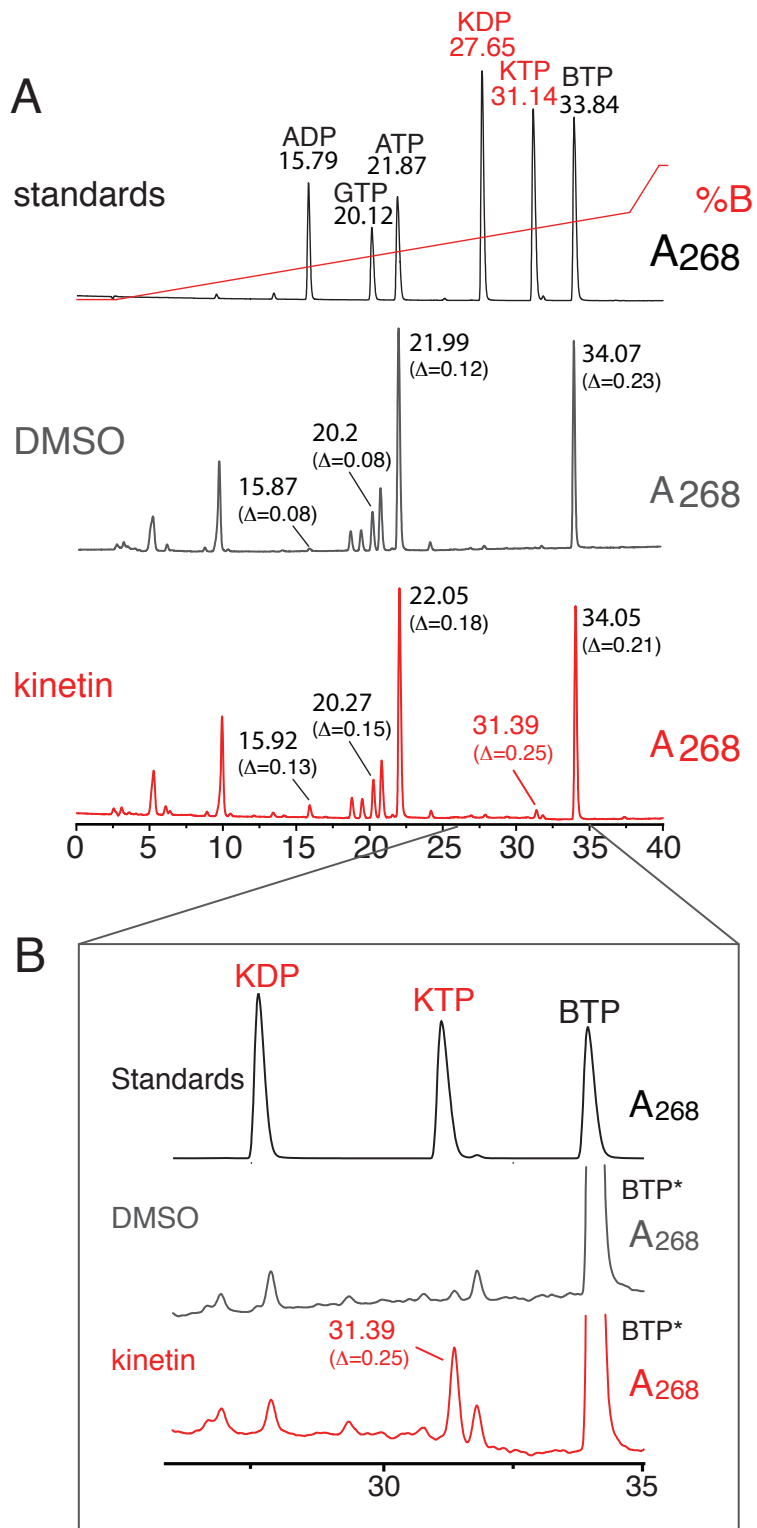 A
standards
ADP
15.79
GTP
20.12
ATP
21.87
KDP
27.65
KTP
31.14
BTP
33.84
%B
A268
DMSO
15.87
(Δ=0.08)
20.2
(Δ=0.08)
21.99
(Δ=0.12)
34.07
(Δ=0.23)
A268
kinetin
15.92
(Δ=0.13)
20.27
(Δ=0.15)
22.05
(Δ=0.18)
31.39
(Δ=0.25)
34.05
(Δ=0.21)
A268
0 5 10 15 20 25 30 35 40
B
KDP
KTP
BTP
Standards
A268
DMSO
BTP*
A268
kinetin
31.39
(Δ=0.25)
BTP*
A268
30 35